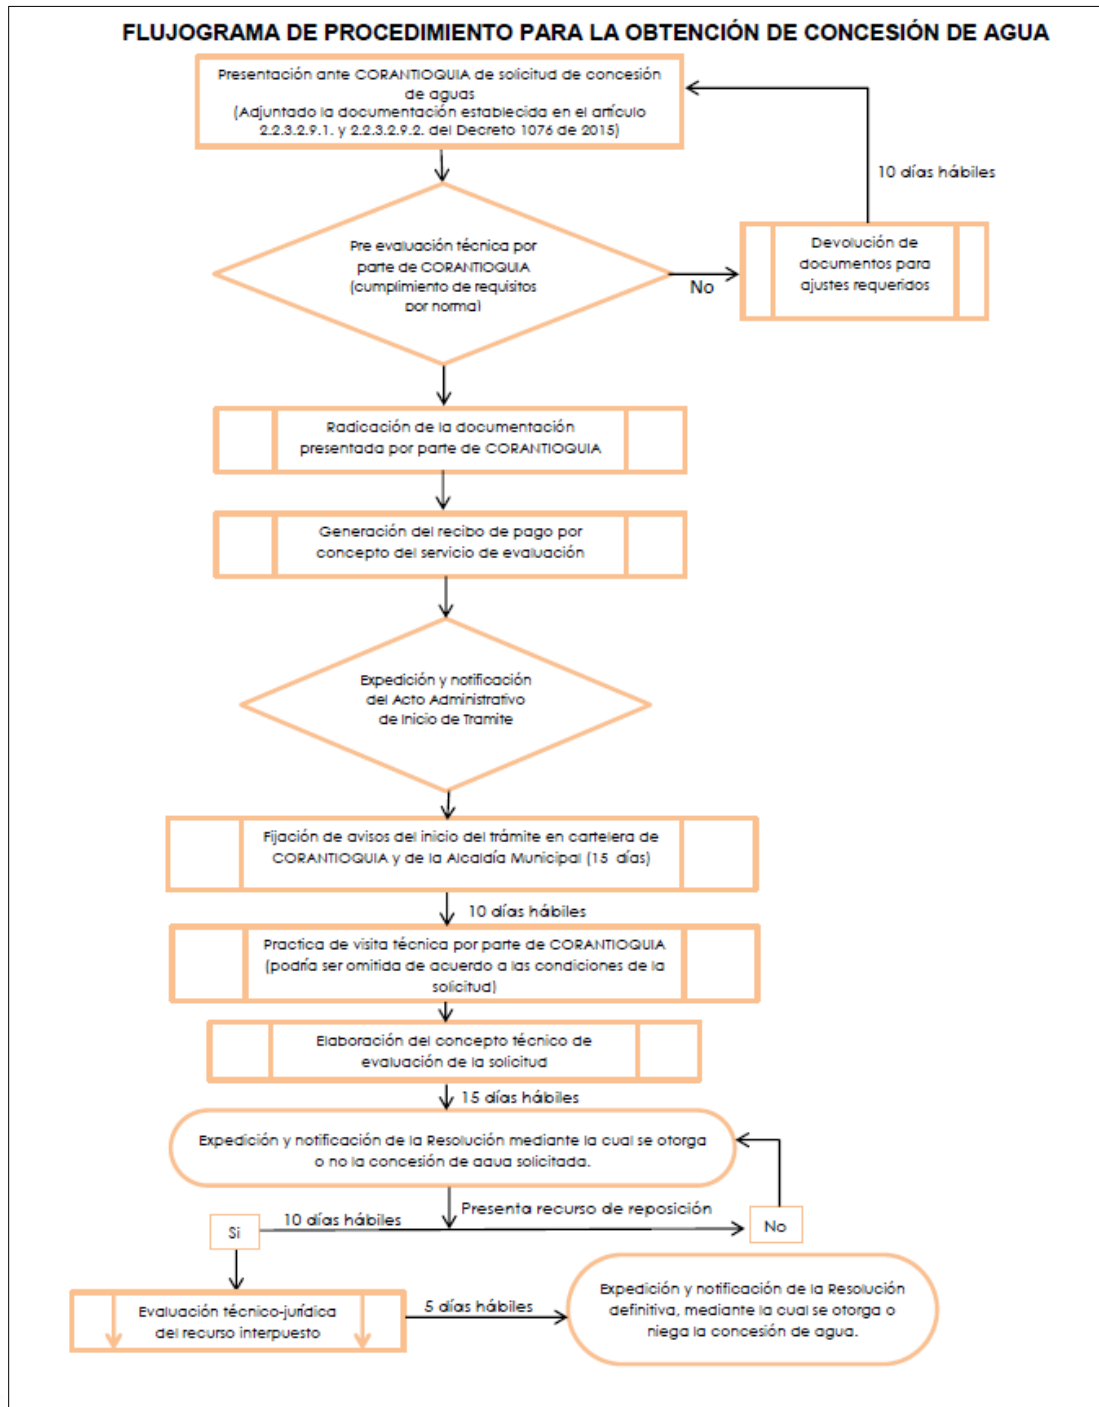 FLUJOGRAMA DE PROCEDIMIENTO PARA LA OBTENCIÓN DE CONCESIÓN DE AGUA
Presentación ante CORANTIOQUIA de solicitud de concesión
de aguas
(Adjuntado la documentación establecida en el artículo
2.2.3.2.9.1. y 2.2.3.2.9.2. del Decreto 1076 de 2015)
10 días hábiles
Pre evaluación técnica por
parte de CORANTIOQUIA
(cumplimiento de requisitos
por norma)
No
Devolución de
documentos para
ajustes requeridos
Radicación de la documentación
presentada por parte de CORANTIOQUIA
Generación del recibo de pago por
concepto del servicio de evaluación
Expedición y notificación
del Acto Administrativo
de Inicio de Tramite
Fijación de avisos del inicio del trámite en cartelera de
CORANTIOQUIA y de la Alcaldía Municipal (15 días)
10 días hábiles
Practica de visita técnica por parte de CORANTIOQUIA
(podría ser omitida de acuerdo a las condiciones de la
solicitud)
Elaboración del concepto técnico de
evaluación de la solicitud
15 días hábiles
Expedición y notificación de la Resolución mediante la cual se otorga
o no la concesión de agua solicitada.
Presenta recurso de reposición
Si
10 días hábiles
No
Evaluación técnico-jurídica
del recurso interpuesto
5 días hábiles
Expedición y notificación de la Resolución
definitiva, mediante la cual se otorga o
niega la concesión de agua.